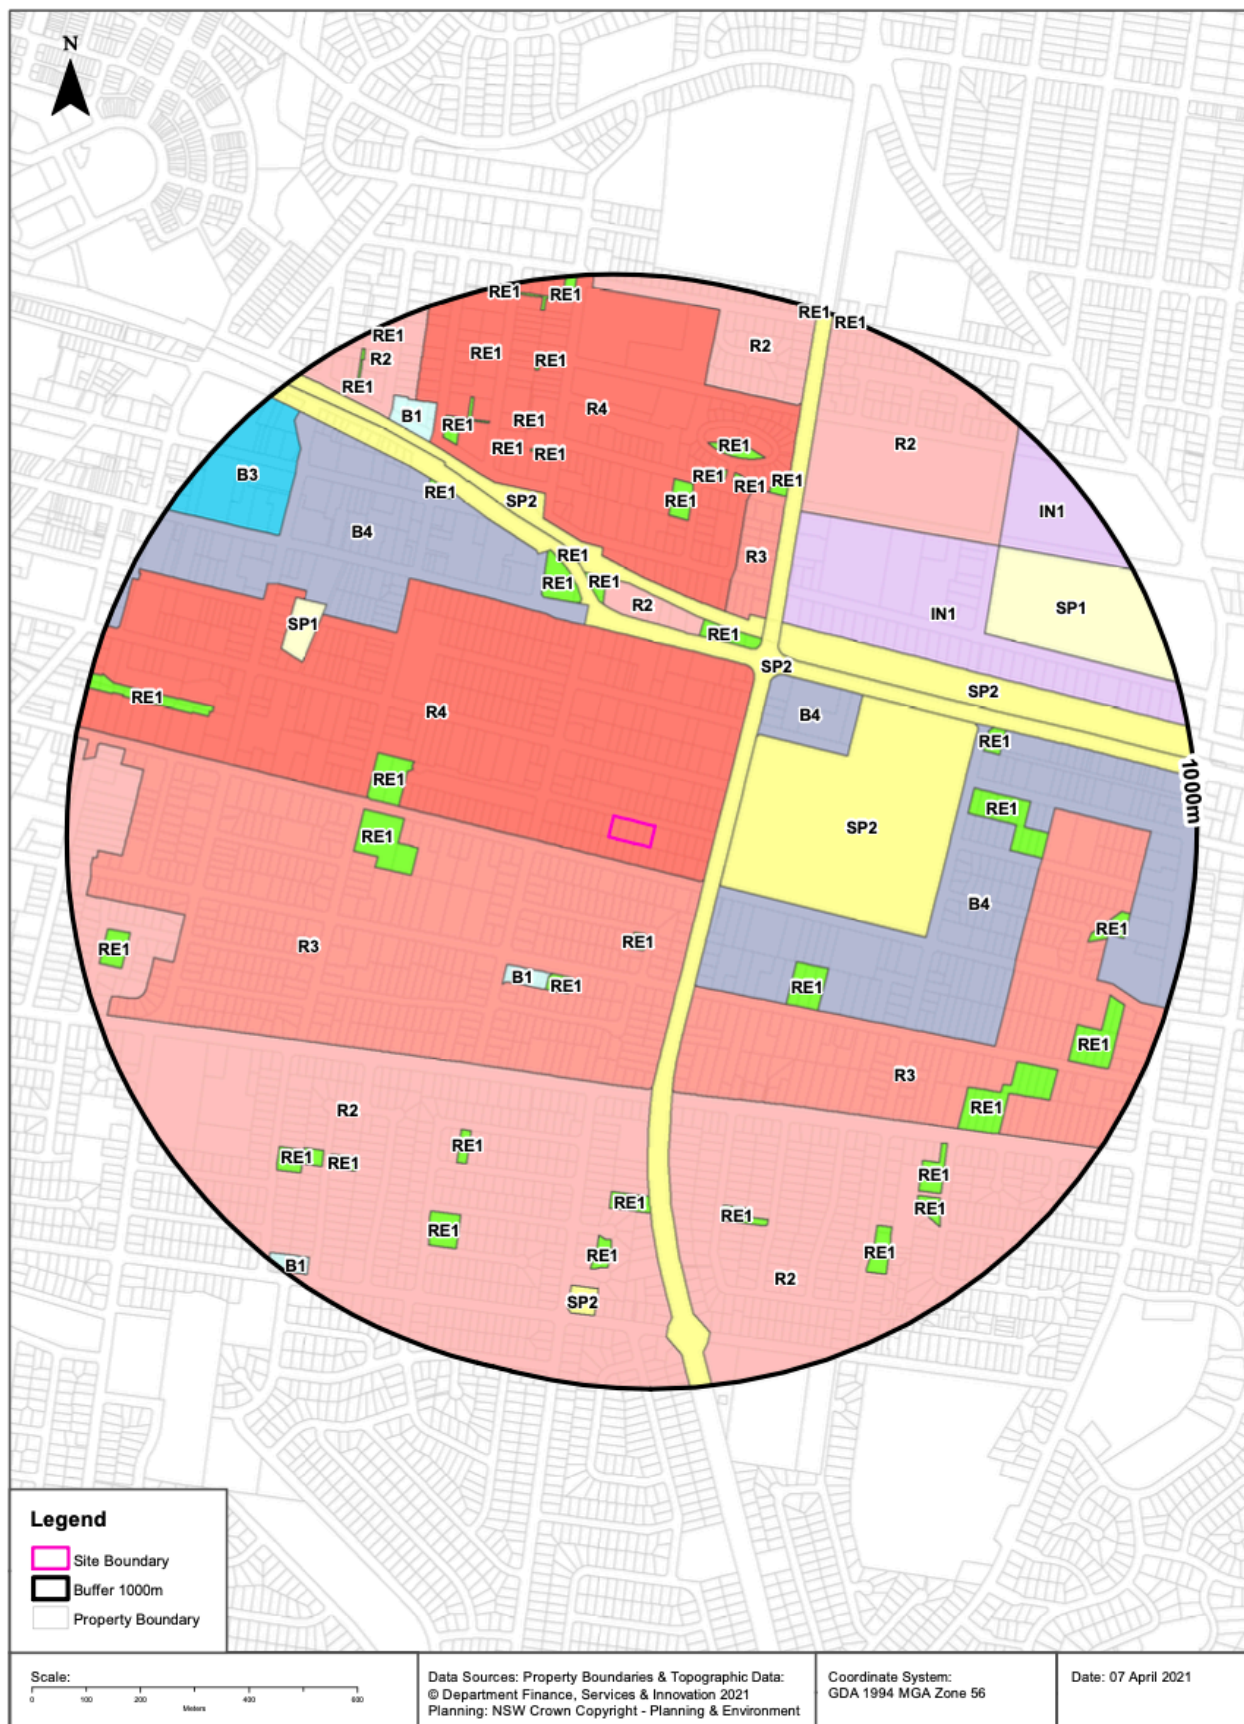 N
RE1
RE1
RE1
RE1
RE1
R2
RE1
R2
RE1
RE1
RE1
B1
RE1
RE1
R4
RE1
RE1
RE1
R2
B3
RE1
RE1
RE1
RE1
RE1
SP2
IN1
B4
RE1
RE1
RE1
R3
R2
IN1
SP1
SP1
RE1
SP2
RE1
SP2
R4
B4
RE1
RE1
1000m
RE1
RE1
SP2
B4
RE1
RE1
R3
RE1
B1
RE1
RE1
RE1
R3
R2
RE1
RE1
RE1
RE1
RE1
RE1
RE1
RE1
RE1
RE1
RE1
B1
R2
SP2
Legend
Site Boundary
Buffer 1000m
Property Boundary
Scale:
0 100 200 400 600
Meters
Data Sources: Property Boundaries & Topographic Data:
© Department Finance, Services & Innovation 2021
Planning: NSW Crown Copyright - Planning & Environment
Coordinate System:
GDA 1994 MGA Zone 56
Date: 07 April 2021